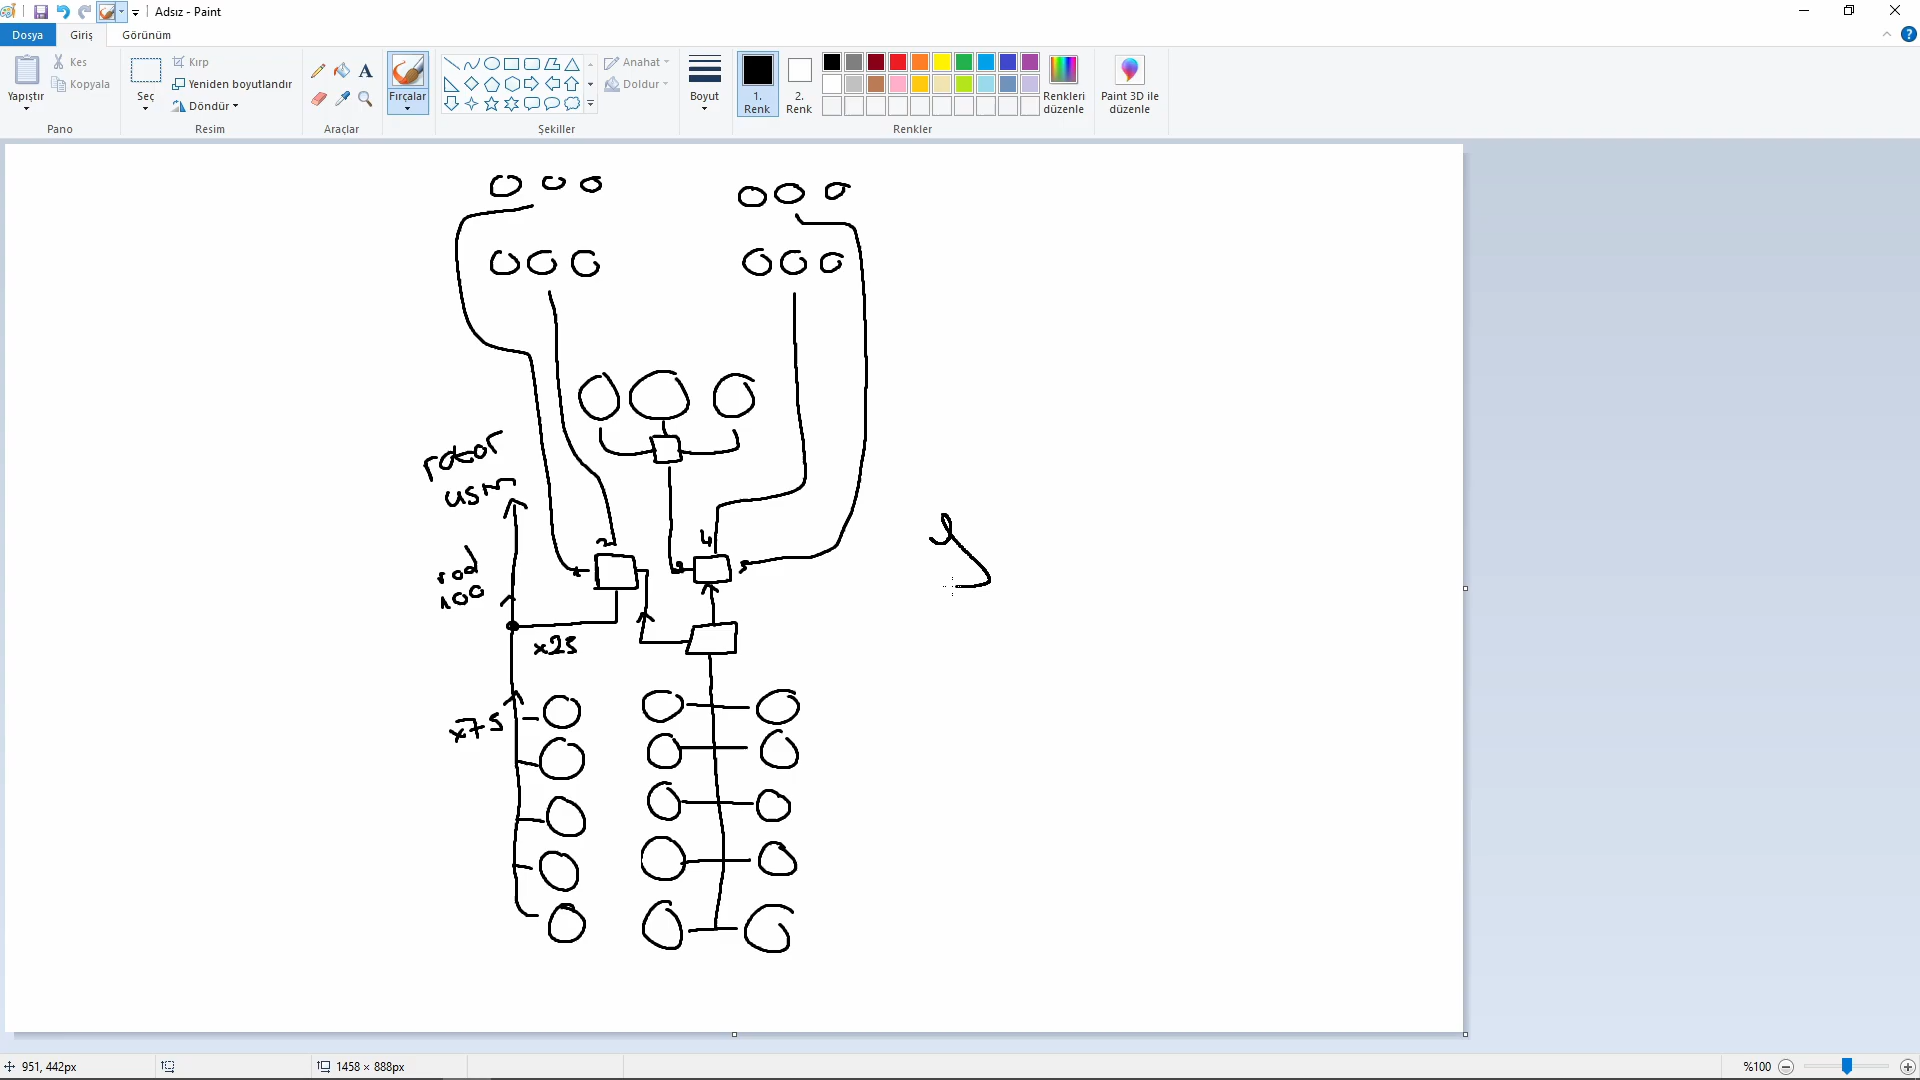 Adsız - Paint
Dosya Giriş Görünüm
Yapıştır
Kes
Kopyala
Pano
Seç
Kırp
Yeniden boyutlandır
Döndür
Resim
A
Araçlar
Fırçalar
Şekiller
Anahat
Doldur
Boyut
1.
Renk
2.
Renk
Renkler
Renkleri
düzenle
Paint 3D ile
düzenle
rotor
usm
rod
100
x25
x75
2
4
951, 442px
1458 × 888px
%100